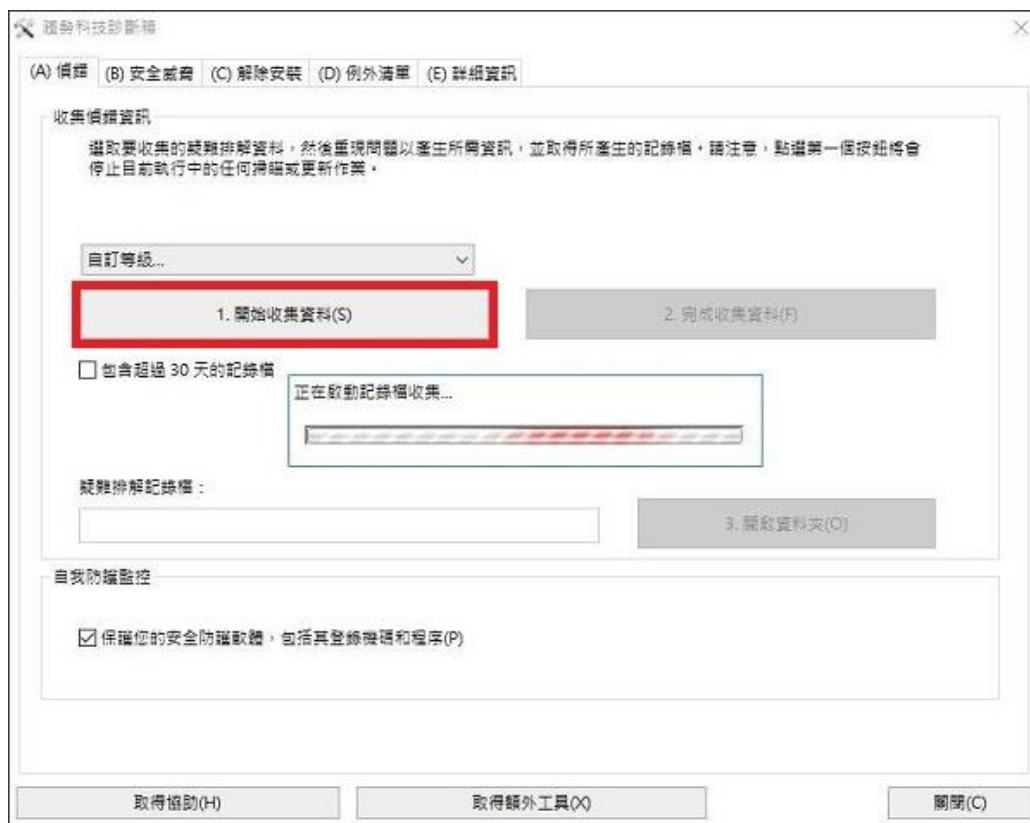 趨勢科技診斷箱
(A) 偵錯 (B) 安全威脅 (C) 解除安裝 (D) 例外清單 (E) 詳細資訊
收集偵錯資訊
選取要收集的疑難排解資料，然後重現問題以產生所需資訊，並取得所產生的記錄檔。請注意，點選第一個按鈕將會
停止目前執行中的任何掃瞄或更新作業。
自訂等級...
1. 開始收集資料(S) 2. 完成收集資料(F)
包含超過 30 天的記錄檔
正在啟動記錄檔收集...
疑難排解記錄檔：
3. 開啟資料夾(O)
自我防護監控
保護您的安全防護軟體，包括其登錄機碼和程序(P)
取得協助(H) 取得額外工具(X) 關閉(C)